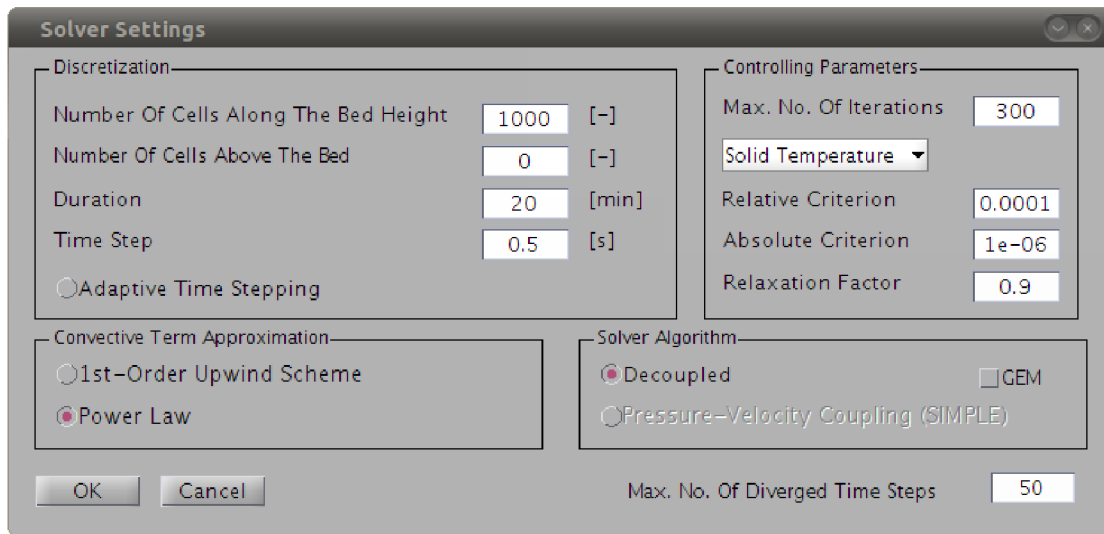 Solver Settings
Discretization
Number Of Cells Along The Bed Height 1000 [-]
Number Of Cells Above The Bed 0 [-]
Duration 20 [min]
Time Step 0.5 [s]
Adaptive Time Stepping
Controlling Parameters
Max. No. Of Iterations 300
Solid Temperature
Relative Criterion 0.0001
Absolute Criterion 1e-06
Relaxation Factor 0.9
Convective Term Approximation
1st-Order Upwind Scheme
Power Law
Solver Algorithm
Decoupled GEM
Pressure-Velocity Coupling (SIMPLE)
OK Cancel
Max. No. Of Diverged Time Steps 50